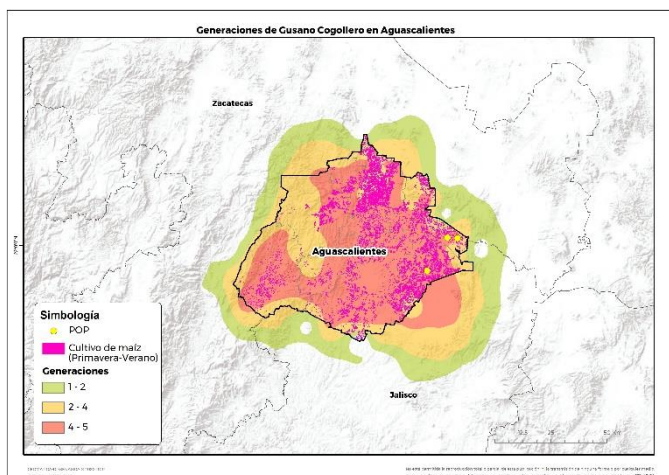 Generaciones de Gusano Cogollero en Aguascalientes
Zacatecas
Aguascalientes
Jalisco
Simbología
POP
Cultivo de maíz
(Primavera-Verano)
Generaciones
1 - 2
2 - 4
4 - 5